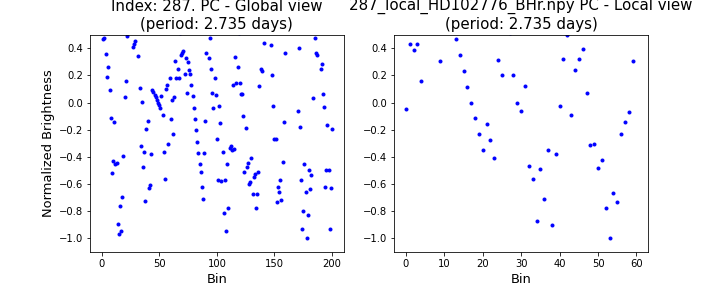 Index: 287. PC - Global view
(period: 2.735 days)
287_local_HD102776_BHr.npy PC - Local view
(period: 2.735 days)
Normalized Brightness
0.4
0.2
0.0
−0.2
−0.4
−0.6
−0.8
−1.0
0 50 100 150 200
Bin
0.4
0.2
0.0
−0.2
−0.4
−0.6
−0.8
−1.0
0 10 20 30 40 50 60
Bin